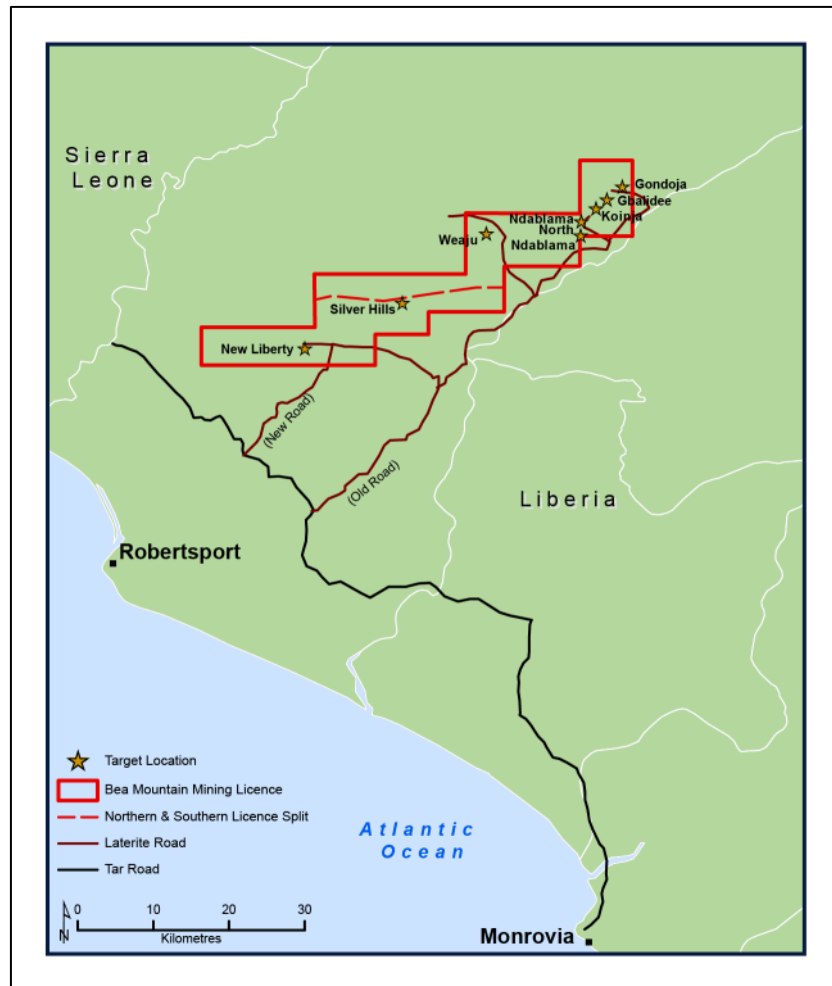 Sierra
Leone
Gondoja
Gbalidee
Koinja
Ndablama
North
Ndablama
Weaju
Silver Hills
New Liberty
(New Road)
(Old Road)
Liberia
Robertsport
Target Location
Bea Mountain Mining Licence
Northern & Southern Licence Split
Laterite Road
Tar Road
Atlantic
Ocean
N
0 10 20 30
Kilometres
Monrovia